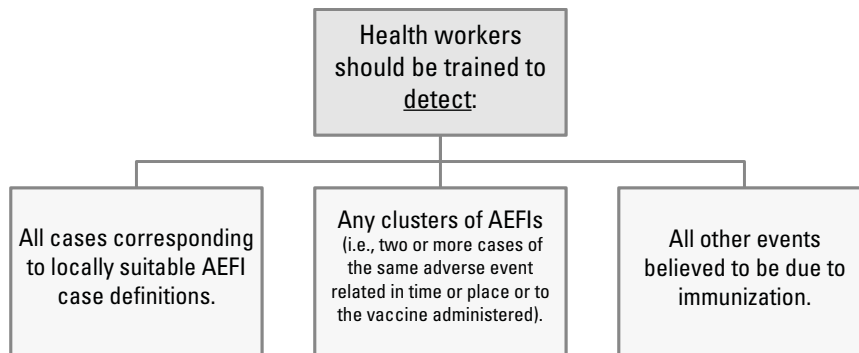 Health workers
should be trained to
detect:
All cases corresponding
to locally suitable AEFI
case definitions.
Any clusters of AEFIs
(i.e., two or more cases of
the same adverse event
related in time or place or to
the vaccine administered).
All other events
believed to be due to
immunization.